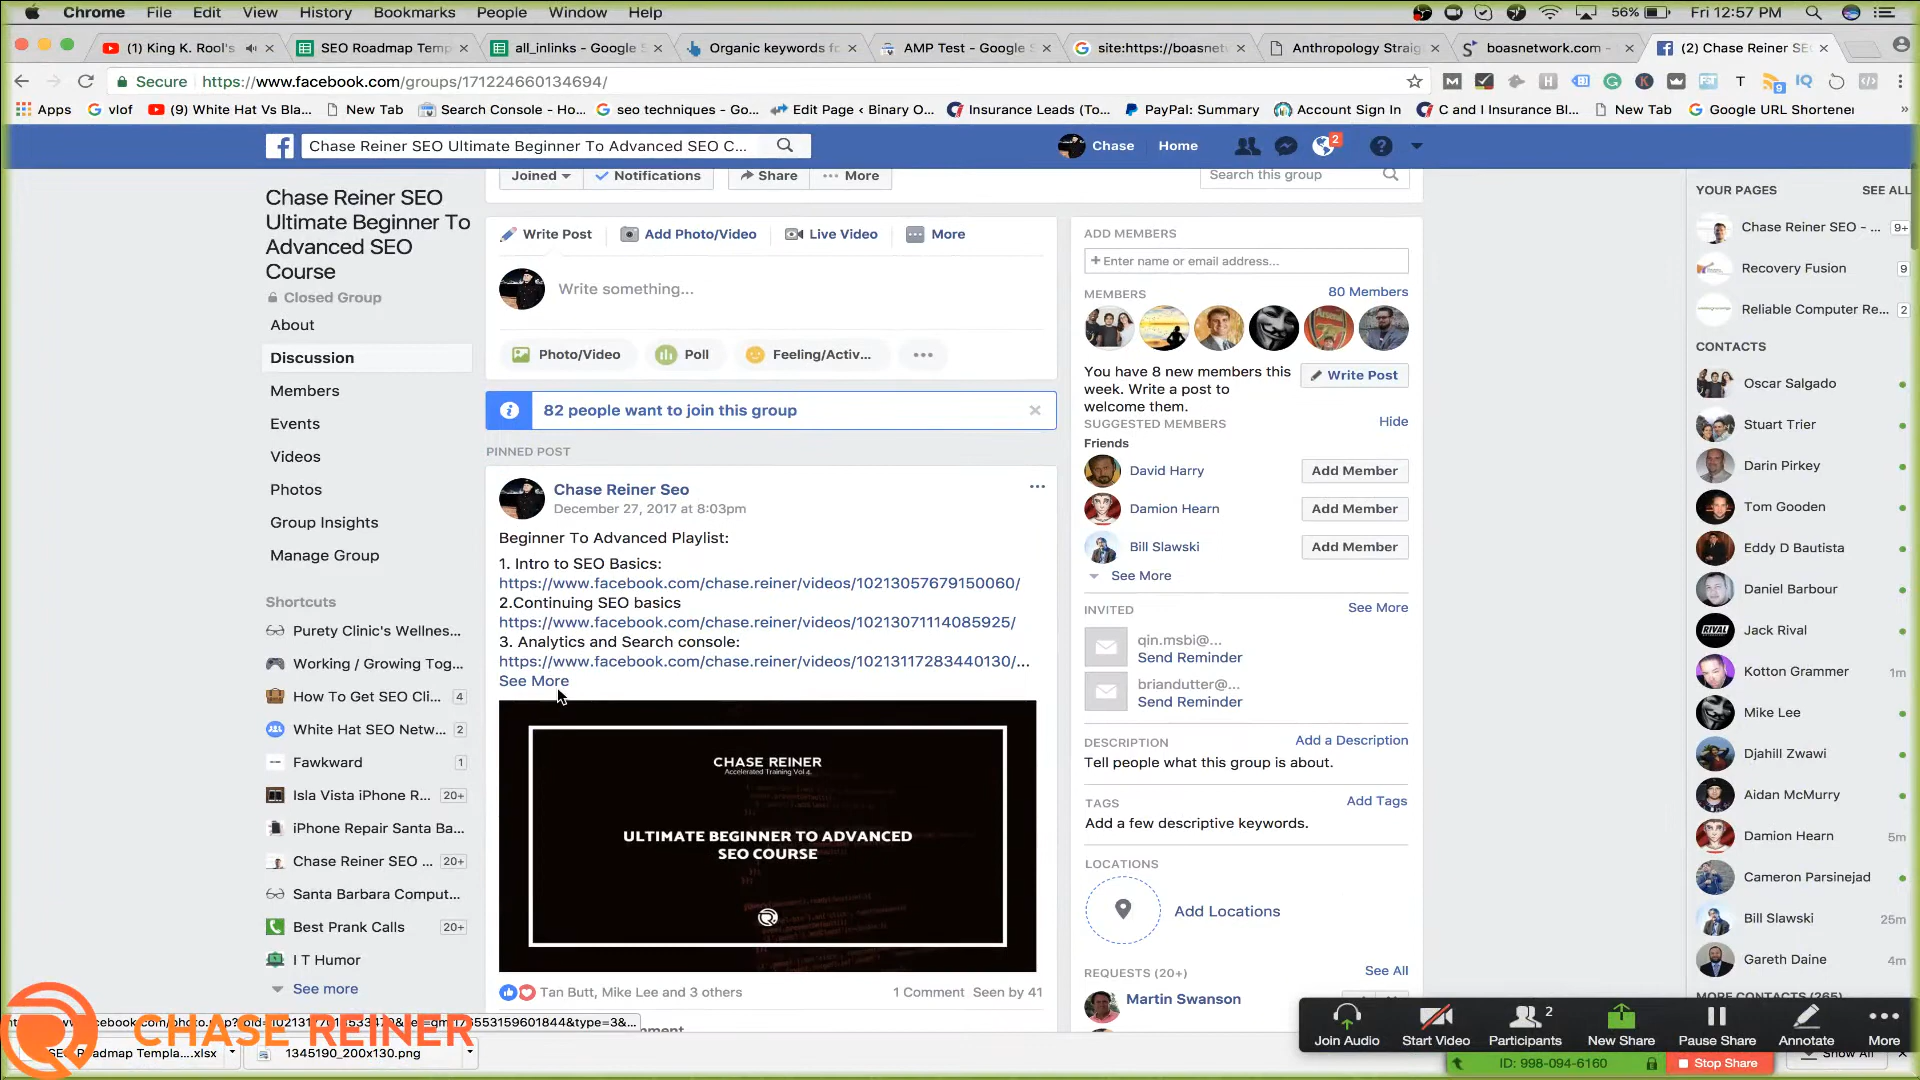 Chrome File Edit View History Bookmarks People Window Help 56% Fri 12:57 PM
(1) King K. Rool's
SEO Roadmap Temp
all_inlinks - Google S
Organic keywords fo
AMP Test - Google S
site:https://boasnetw
Anthropology Straig
boasnetwork.com -
(2) Chase Reiner SE
Secure https://www.facebook.com/groups/171224660134694/
Apps vlof (9) White Hat Vs Bla... New Tab Search Console - Ho... seo techniques - Go... Edit Page ‹ Binary O... Insurance Leads (To... PayPal: Summary Account Sign In C and I Insurance Bl... New Tab Google URL Shortener »
Chase Reiner SEO Ultimate Beginner To Advanced SEO C...
Chase Home 2
Chase Reiner SEO
Ultimate Beginner To
Advanced SEO
Course
Closed Group
About
Discussion
Members
Events
Videos
Photos
Group Insights
Manage Group
Shortcuts
Purety Clinic's Wellnes...
Working / Growing Tog...
How To Get SEO Cli... 4
White Hat SEO Netw... 2
Fawkward 1
Isla Vista iPhone R... 20+
iPhone Repair Santa Ba...
Chase Reiner SEO ... 20+
Santa Barbara Comput...
Best Prank Calls 20+
I T Humor
See more
Joined Notifications Share More
Search this group
Write Post Add Photo/Video Live Video More
Write something...
Photo/Video Poll Feeling/Activ...
82 people want to join this group
PINNED POST
Chase Reiner Seo
December 27, 2017 at 8:03pm
Beginner To Advanced Playlist:
1. Intro to SEO Basics:
https://www.facebook.com/chase.reiner/videos/10213057679150060/
2.Continuing SEO basics
https://www.facebook.com/chase.reiner/videos/10213071114085925/
3. Analytics and Search console:
https://www.facebook.com/chase.reiner/videos/10213117283440130/...
See More
CHASE REINER
Accelerated Training Vol 4
ULTIMATE BEGINNER TO ADVANCED
SEO COURSE
Tan Butt, Mike Lee and 3 others 1 Comment Seen by 41
ADD MEMBERS
+ Enter name or email address...
MEMBERS 80 Members
You have 8 new members this
week. Write a post to
welcome them.
Write Post
SUGGESTED MEMBERS Hide
Friends
David Harry Add Member
Damion Hearn Add Member
Bill Slawski Add Member
See More
INVITED See More
qin.msbi@...
Send Reminder
briandutter@...
Send Reminder
DESCRIPTION Add a Description
Tell people what this group is about.
TAGS Add Tags
Add a few descriptive keywords.
LOCATIONS
Add Locations
REQUESTS (20+) See All
Martin Swanson
YOUR PAGES SEE ALL
Chase Reiner SEO - ... 9+
Recovery Fusion 9
Reliable Computer Re... 2
CONTACTS
Oscar Salgado
Stuart Trier
Darin Pirkey
Tom Gooden
Eddy D Bautista
Daniel Barbour
Jack Rival
Kotton Grammer 1m
Mike Lee
Djahill Zwawi
Aidan McMurry
Damion Hearn 5m
Cameron Parsinejad
Bill Slawski 25m
Gareth Daine 4m
MORE CONTACTS (265)
Join Audio Start Video Participants 2 New Share Pause Share Annotate More
ID: 998-094-6160 Stop Share
Show All
CHASE REINER
1345190_200x130.png